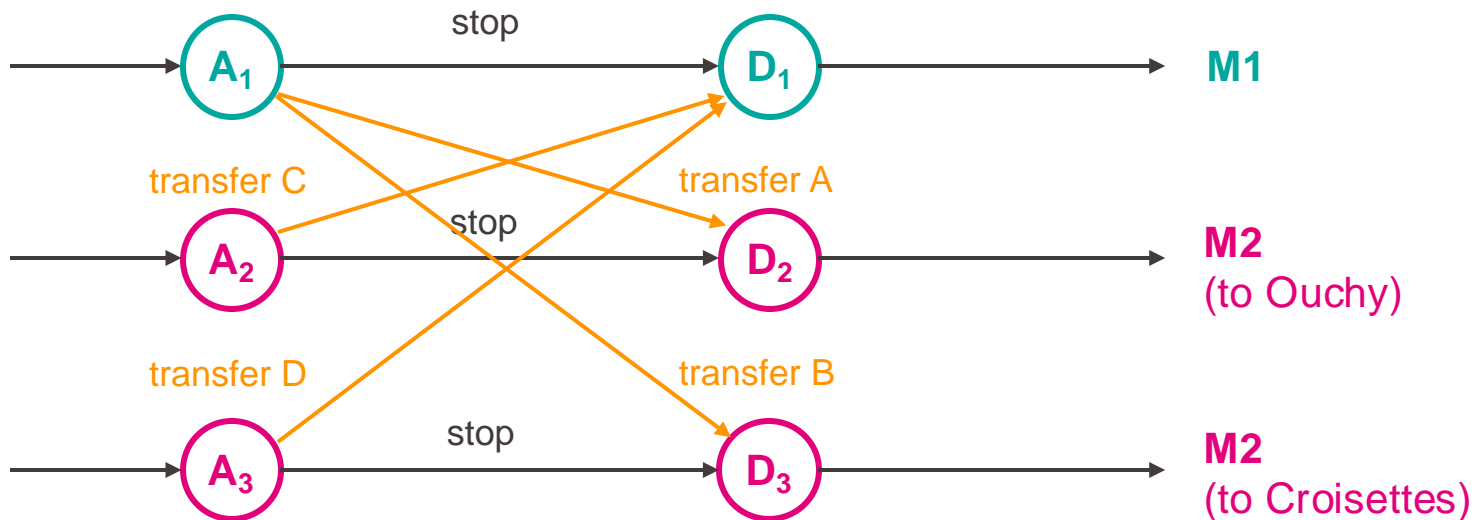 stop
A₁
D₁
M1
transfer C
transfer A
stop
A₂
D₂
M2
(to Ouchy)
transfer D
transfer B
stop
A₃
D₃
M2
(to Croisettes)